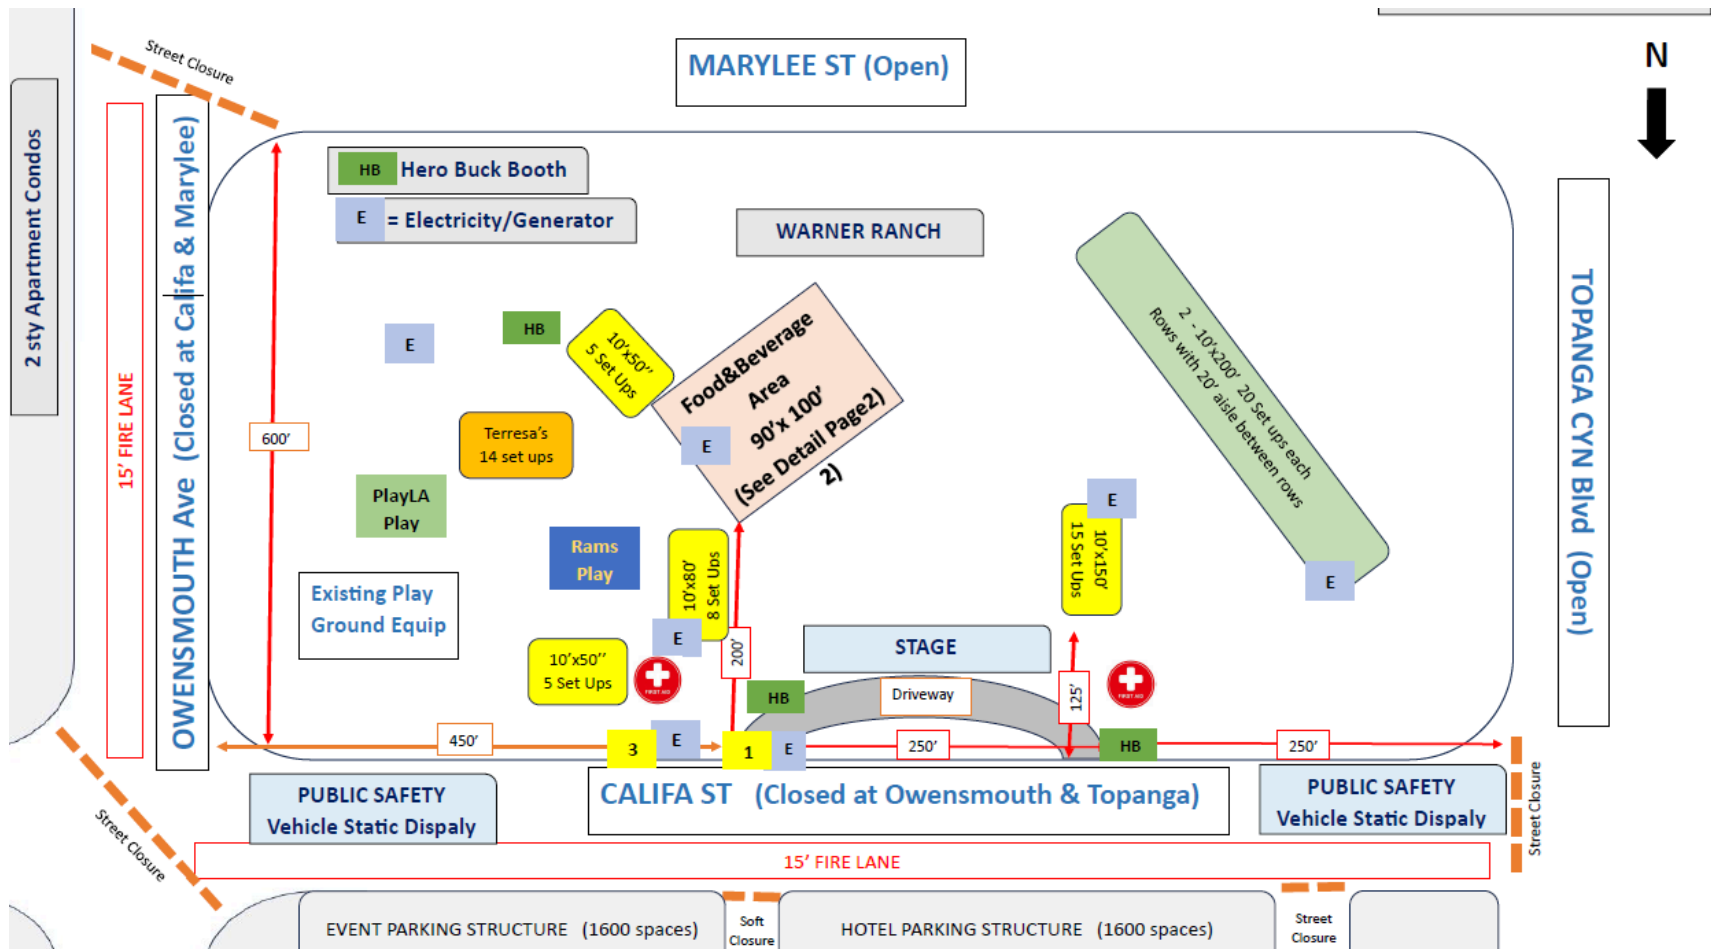 Street Closure
MARYLEE ST (Open)
N
2 sty Apartment Condos
15' FIRE LANE
OWENSMOUTH Ave (Closed at Califa & Marylee)
HB Hero Buck Booth
E = Electricity/Generator
WARNER RANCH
TOPANGA CYN Blvd (Open)
E
HB
10'x50''
5 Set Ups
Food&Beverage
Area
90'x 100'
(See Detail Page2)
2)
E
2 - 10'x200' 20 Set ups each
Rows with 20' aisle between rows
E
600'
Terresa's
14 set ups
PlayLA
Play
Rams
Play
10'x80'
8 Set Ups
E
E
10'x150'
15 Set Ups
Existing Play
Ground Equip
10'x50''
5 Set Ups
FIRST AID
200'
STAGE
HB
Driveway
125'
FIRST AID
450'
3
E
1
E
250'
HB
250'
PUBLIC SAFETY
Vehicle Static Dispaly
CALIFA ST (Closed at Owensmouth & Topanga)
PUBLIC SAFETY
Vehicle Static Dispaly
Street Closure
Street Closure
15' FIRE LANE
EVENT PARKING STRUCTURE (1600 spaces)
Soft
Closure
HOTEL PARKING STRUCTURE (1600 spaces)
Street
Closure